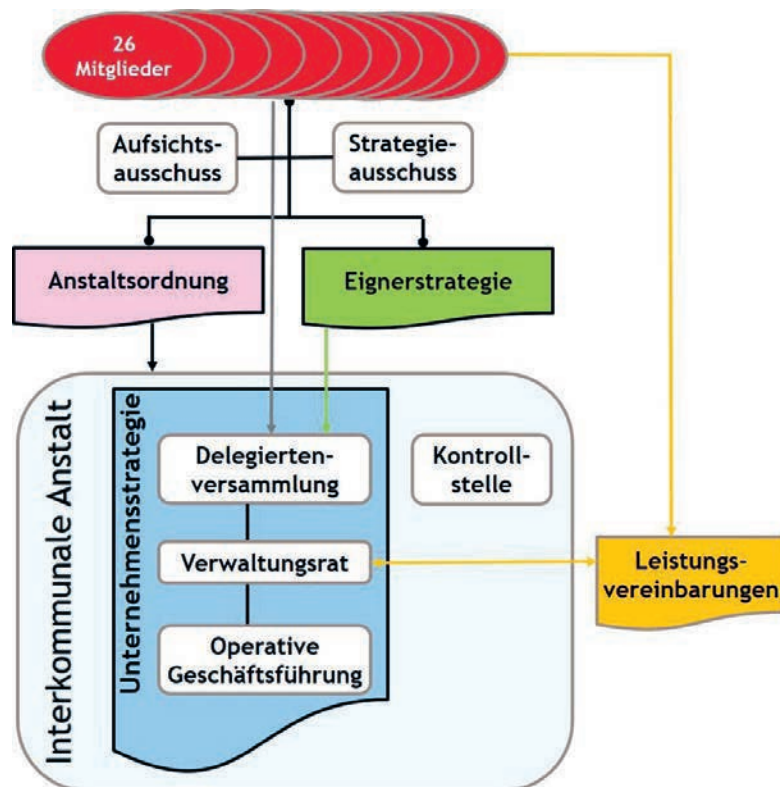 26
Mitglieder
Aufsichts-
ausschuss
Strategie-
ausschuss
Anstaltsordnung
Eignerstrategie
Interkommunale Anstalt
Unternehmensstrategie
Delegierten-
versammlung
Kontroll-
stelle
Verwaltungsrat
Leistungs-
vereinbarungen
Operative
Geschäftsführung